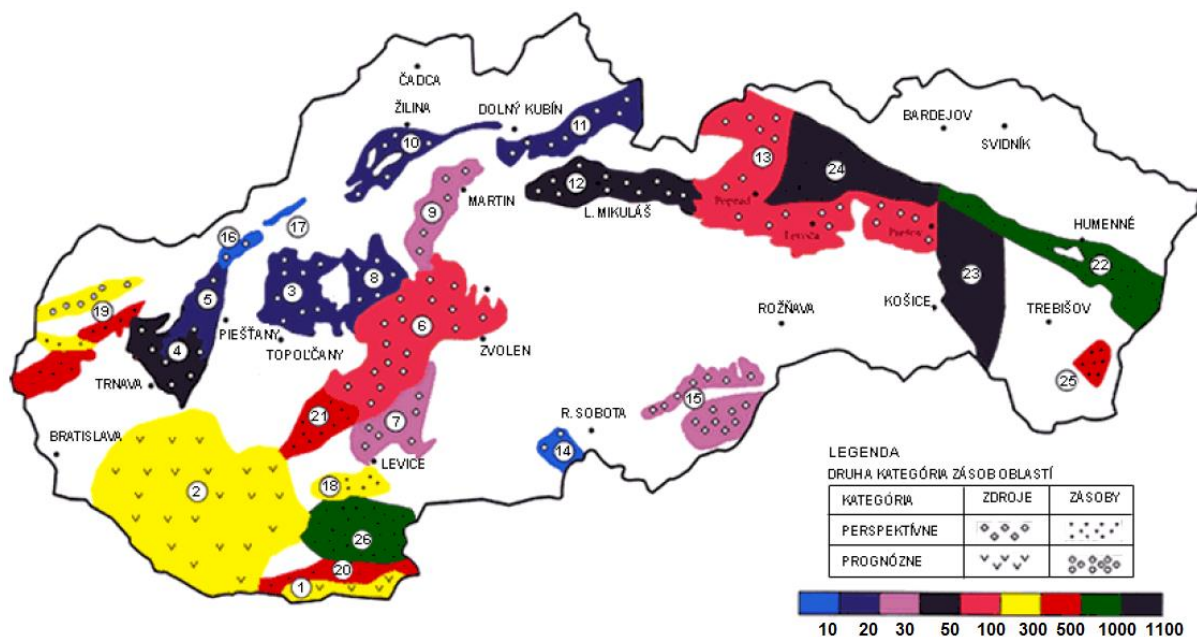 ČADCA
ŽILINA
DOLNÝ KUBÍN
BARDEJOV
SVIDNÍK
11
10
13
24
12
MARTIN
L. MIKULÁŠ
Poprad
9
17
16
HUMENNÉ
22
3
8
5
23
19
6
KOŠICE
ROŽŇAVA
TREBIŠOV
PIEŠŤANY
TOPOĽČANY
ZVOLEN
4
TRNAVA
25
15
21
7
R. SOBOTA
BRATISLAVA
14
LEVICE
18
2
26
20
1
LEGENDA
DRUHA KATEGÓRIA ZÁSOB OBLASTÍ
KATEGÓRIA ZDROJE ZÁSOBY
PERSPEKTÍVNE
PROGNÓZNE
10 20 30 50 100 300 500 1000 1100